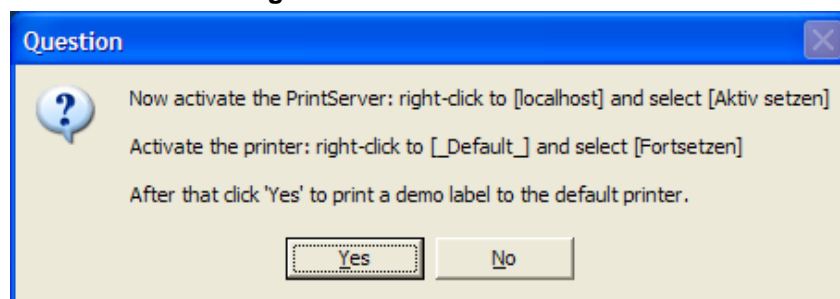 Question
Now activate the PrintServer: right-click to [localhost] and select [Aktiv setzen]
Activate the printer: right-click to [_Default_] and select [Fortsetzen]
After that click 'Yes' to print a demo label to the default printer.
Yes
No